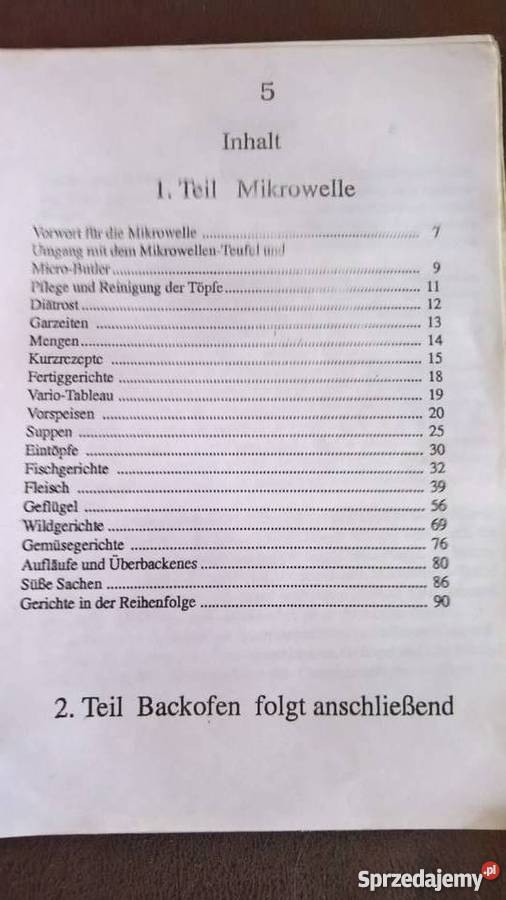 5
Inhalt
1. Teil Mikrowelle
Vorwort für die Mikrowelle ........................................ 7
Umgang mit dem Mikrowellen-Teufel und
Micro-Butler ........................................ 9
Pflege und Reinigung der Töpfe ........................................ 11
Diätrost ........................................ 12
Garzeiten ........................................ 13
Mengen ........................................ 14
Kurzrezepte ........................................ 15
Fertiggerichte ........................................ 18
Vario-Tableau ........................................ 19
Vorspeisen ........................................ 20
Suppen ........................................ 25
Eintöpfe ........................................ 30
Fischgerichte ........................................ 32
Fleisch ........................................ 39
Geflügel ........................................ 56
Wildgerichte ........................................ 69
Gemüsegerichte ........................................ 76
Aufläufe und Überbackenes ........................................ 80
Süße Sachen ........................................ 86
Gerichte in der Reihenfolge ........................................ 90
2. Teil Backofen folgt anschließend
Sprzedajemy.pl